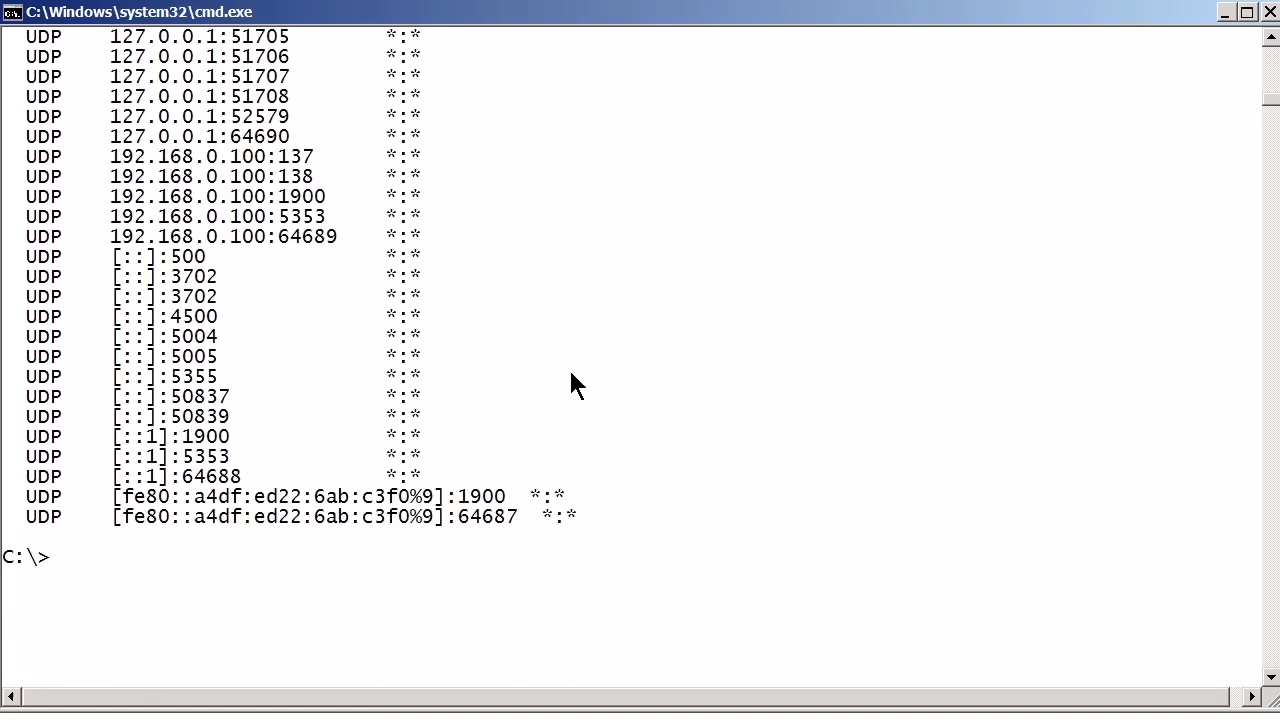 C:\Windows\system32\cmd.exe
UDP 127.0.0.1:51705 *:*
UDP 127.0.0.1:51706 *:*
UDP 127.0.0.1:51707 *:*
UDP 127.0.0.1:51708 *:*
UDP 127.0.0.1:52579 *:*
UDP 127.0.0.1:64690 *:*
UDP 192.168.0.100:137 *:*
UDP 192.168.0.100:138 *:*
UDP 192.168.0.100:1900 *:*
UDP 192.168.0.100:5353 *:*
UDP 192.168.0.100:64689 *:*
UDP [::]:500 *:*
UDP [::]:3702 *:*
UDP [::]:3702 *:*
UDP [::]:4500 *:*
UDP [::]:5004 *:*
UDP [::]:5005 *:*
UDP [::]:5355 *:*
UDP [::]:50837 *:*
UDP [::]:50839 *:*
UDP [::1]:1900 *:*
UDP [::1]:5353 *:*
UDP [::1]:64688 *:*
UDP [fe80::a4df:ed22:6ab:c3f0%9]:1900 *:*
UDP [fe80::a4df:ed22:6ab:c3f0%9]:64687 *:*
C:\>